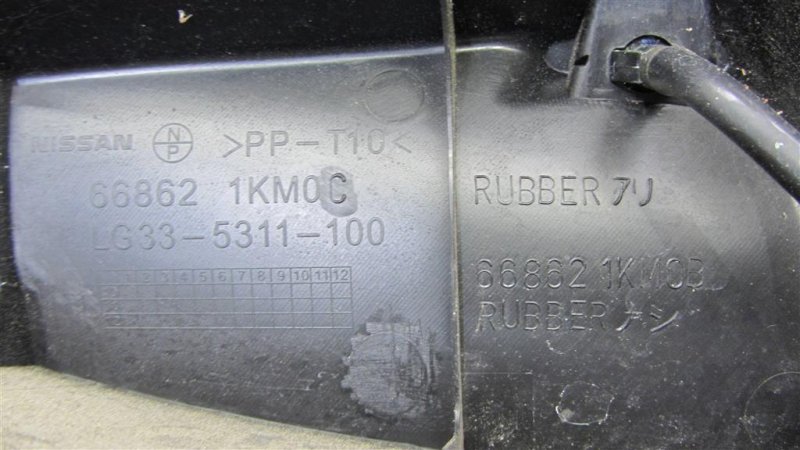 NISSAN NP >PP-T10<
66862 1KM0C
LG33-5311-100
1 2 3 4 5 6 7 8 9 10 11 12
RUBBER アリ
66862 1KM0B
RUBBER ナシ